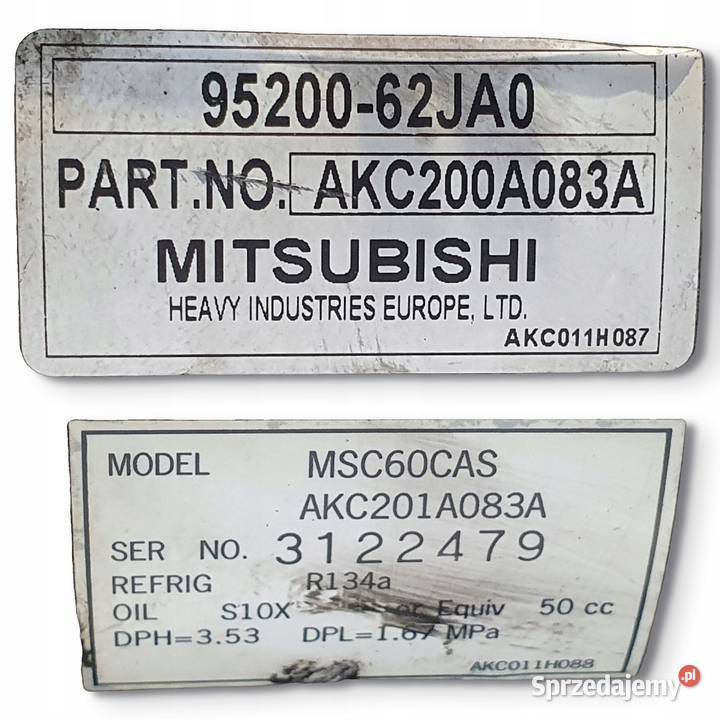 95200-62JA0
PART.NO. AKC200A083A
MITSUBISHI
HEAVY INDUSTRIES EUROPE, LTD.
AKC011H087
MODEL MSC60CAS
AKC201A083A
SER NO. 3122479
REFRIG R134a
OIL S10X or Equiv 50 cc
DPH=3.53 DPL=1.67 MPa
AKC011H088
Sprzedajemy.pl